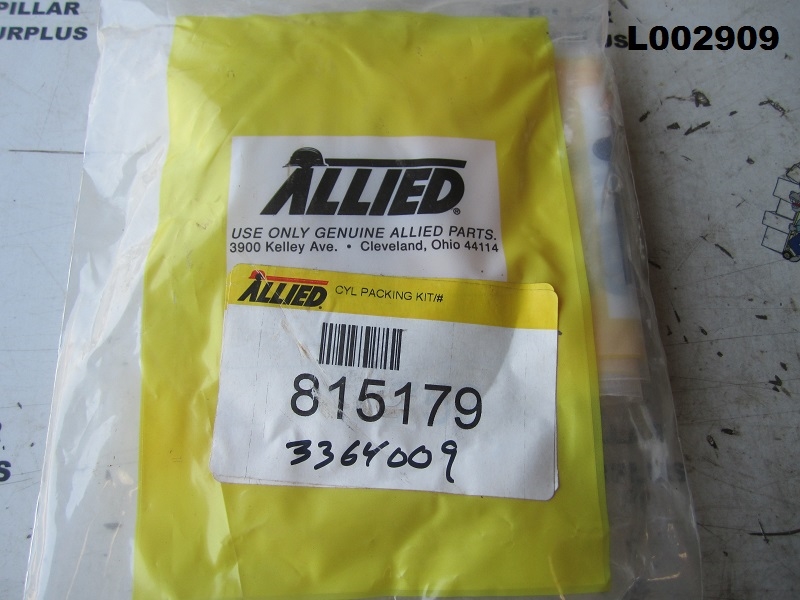 PILLAR
SURPLUS
L002909
ALLIED®
USE ONLY GENUINE ALLIED PARTS.
3900 Kelley Ave. • Cleveland, Ohio 44114
ALLIED CYL PACKING KIT/#
815179
3364009